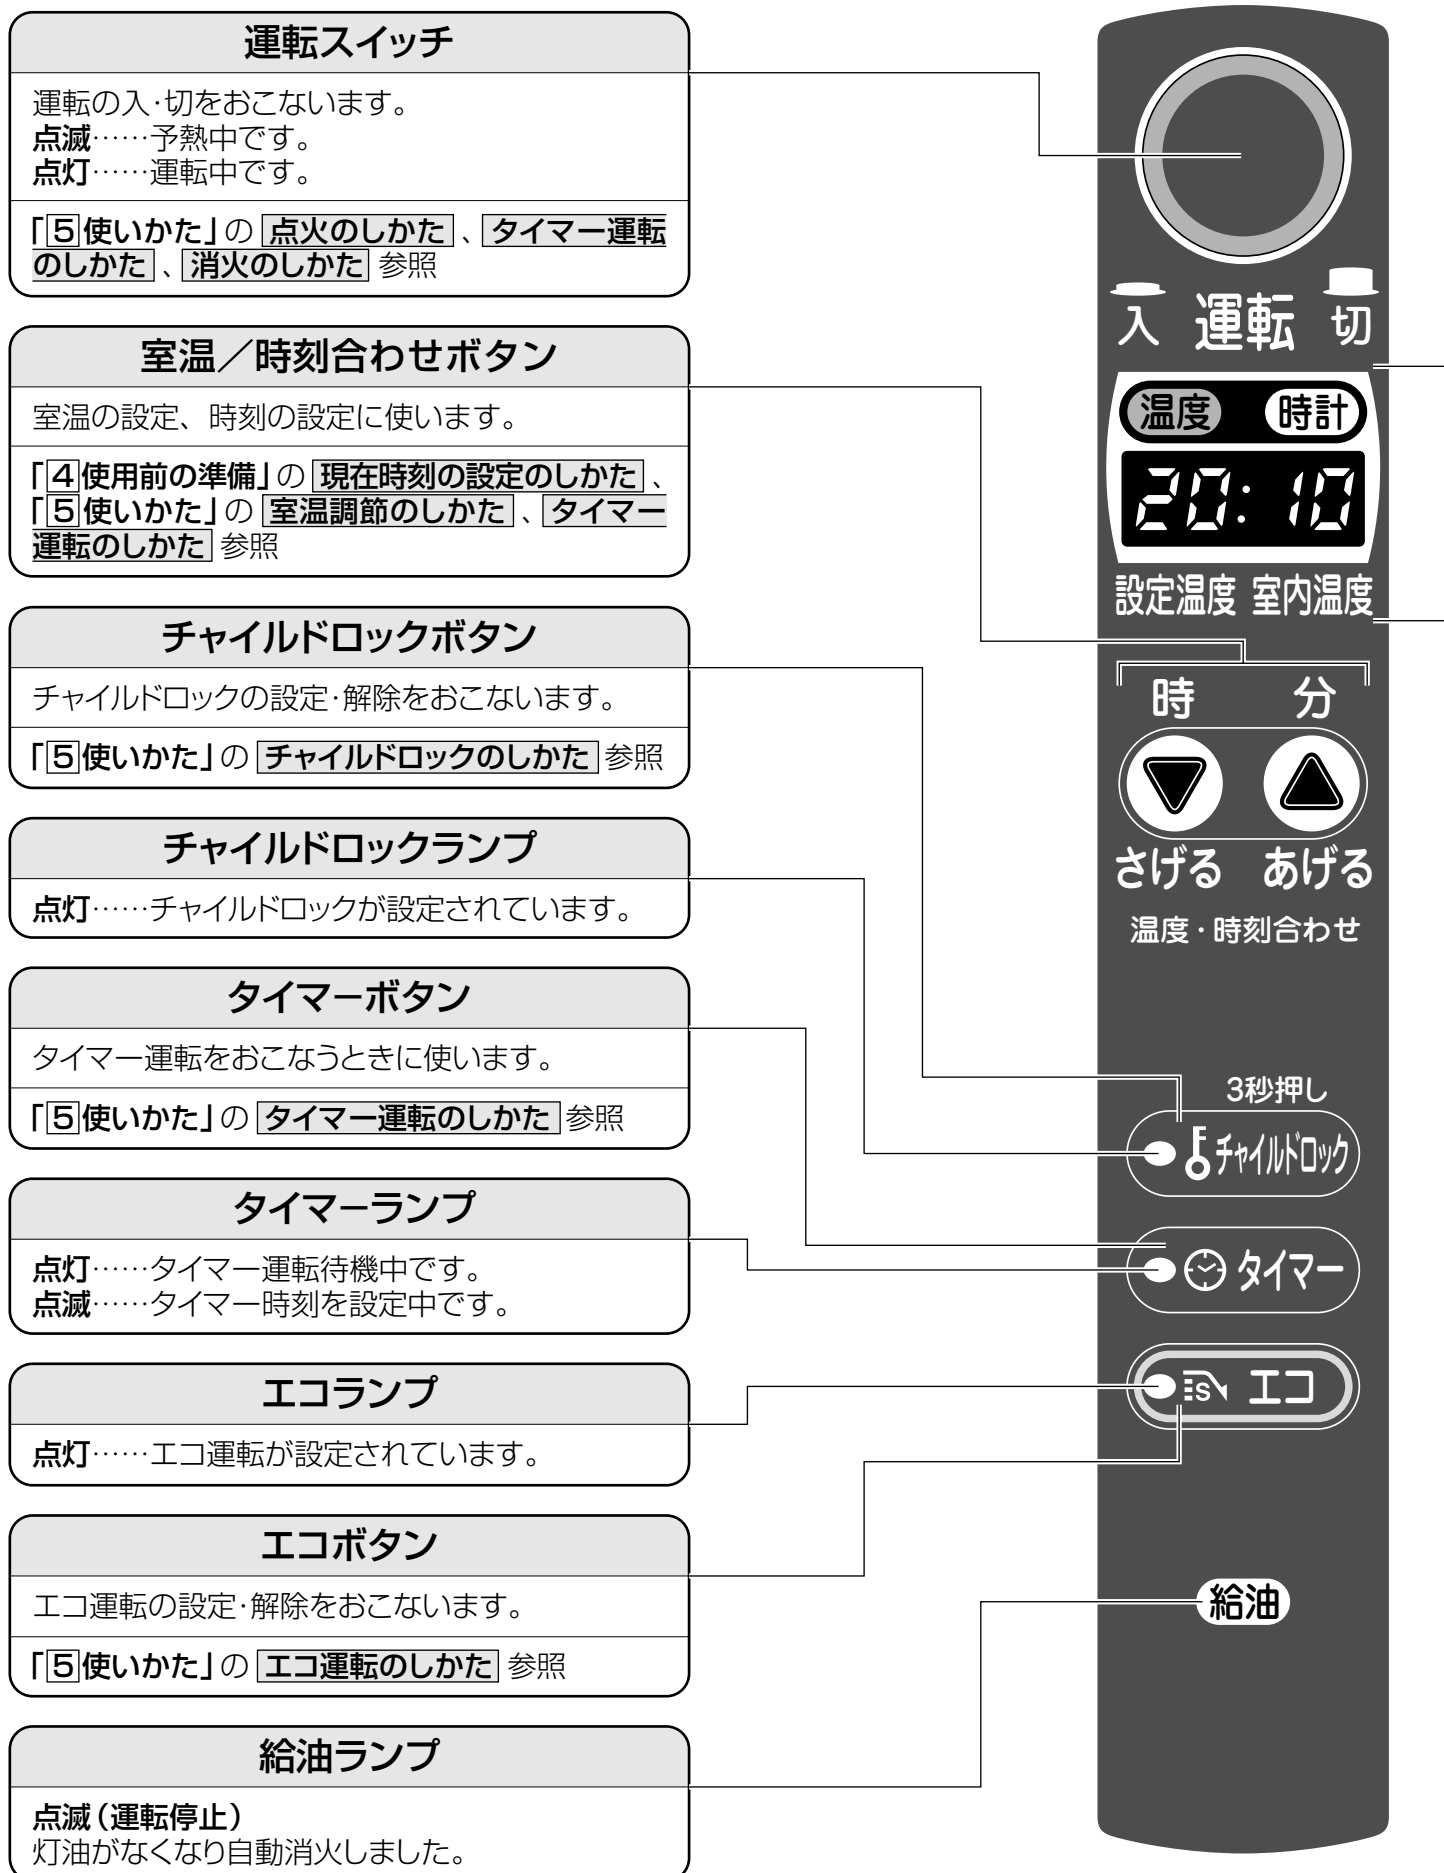 運転スイッチ
運転の入・切をおこないます。
点滅……予熱中です。
点灯……運転中です。
「5使いかた」の 点火のしかた 、 タイマー運転
のしかた 、 消火のしかた 参照
室温／時刻合わせボタン
室温の設定、時刻の設定に使います。
「4使用前の準備」の 現在時刻の設定のしかた 、
「5使いかた」の 室温調節のしかた 、 タイマー
運転のしかた 参照
チャイルドロックボタン
チャイルドロックの設定・解除をおこないます。
「5使いかた」の チャイルドロックのしかた 参照
チャイルドロックランプ
点灯……チャイルドロックが設定されています。
タイマーボタン
タイマー運転をおこなうときに使います。
「5使いかた」の タイマー運転のしかた 参照
タイマーランプ
点灯……タイマー運転待機中です。
点滅……タイマー時刻を設定中です。
エコランプ
点灯……エコ運転が設定されています。
エコボタン
エコ運転の設定・解除をおこないます。
「5使いかた」の エコ運転のしかた 参照
給油ランプ
点滅（運転停止）
灯油がなくなり自動消火しました。
入 運転 切
温度 時計
20:10
設定温度 室内温度
時 分
さげる あげる
温度・時刻合わせ
3秒押し
チャイルドロック
タイマー
S エコ
給油